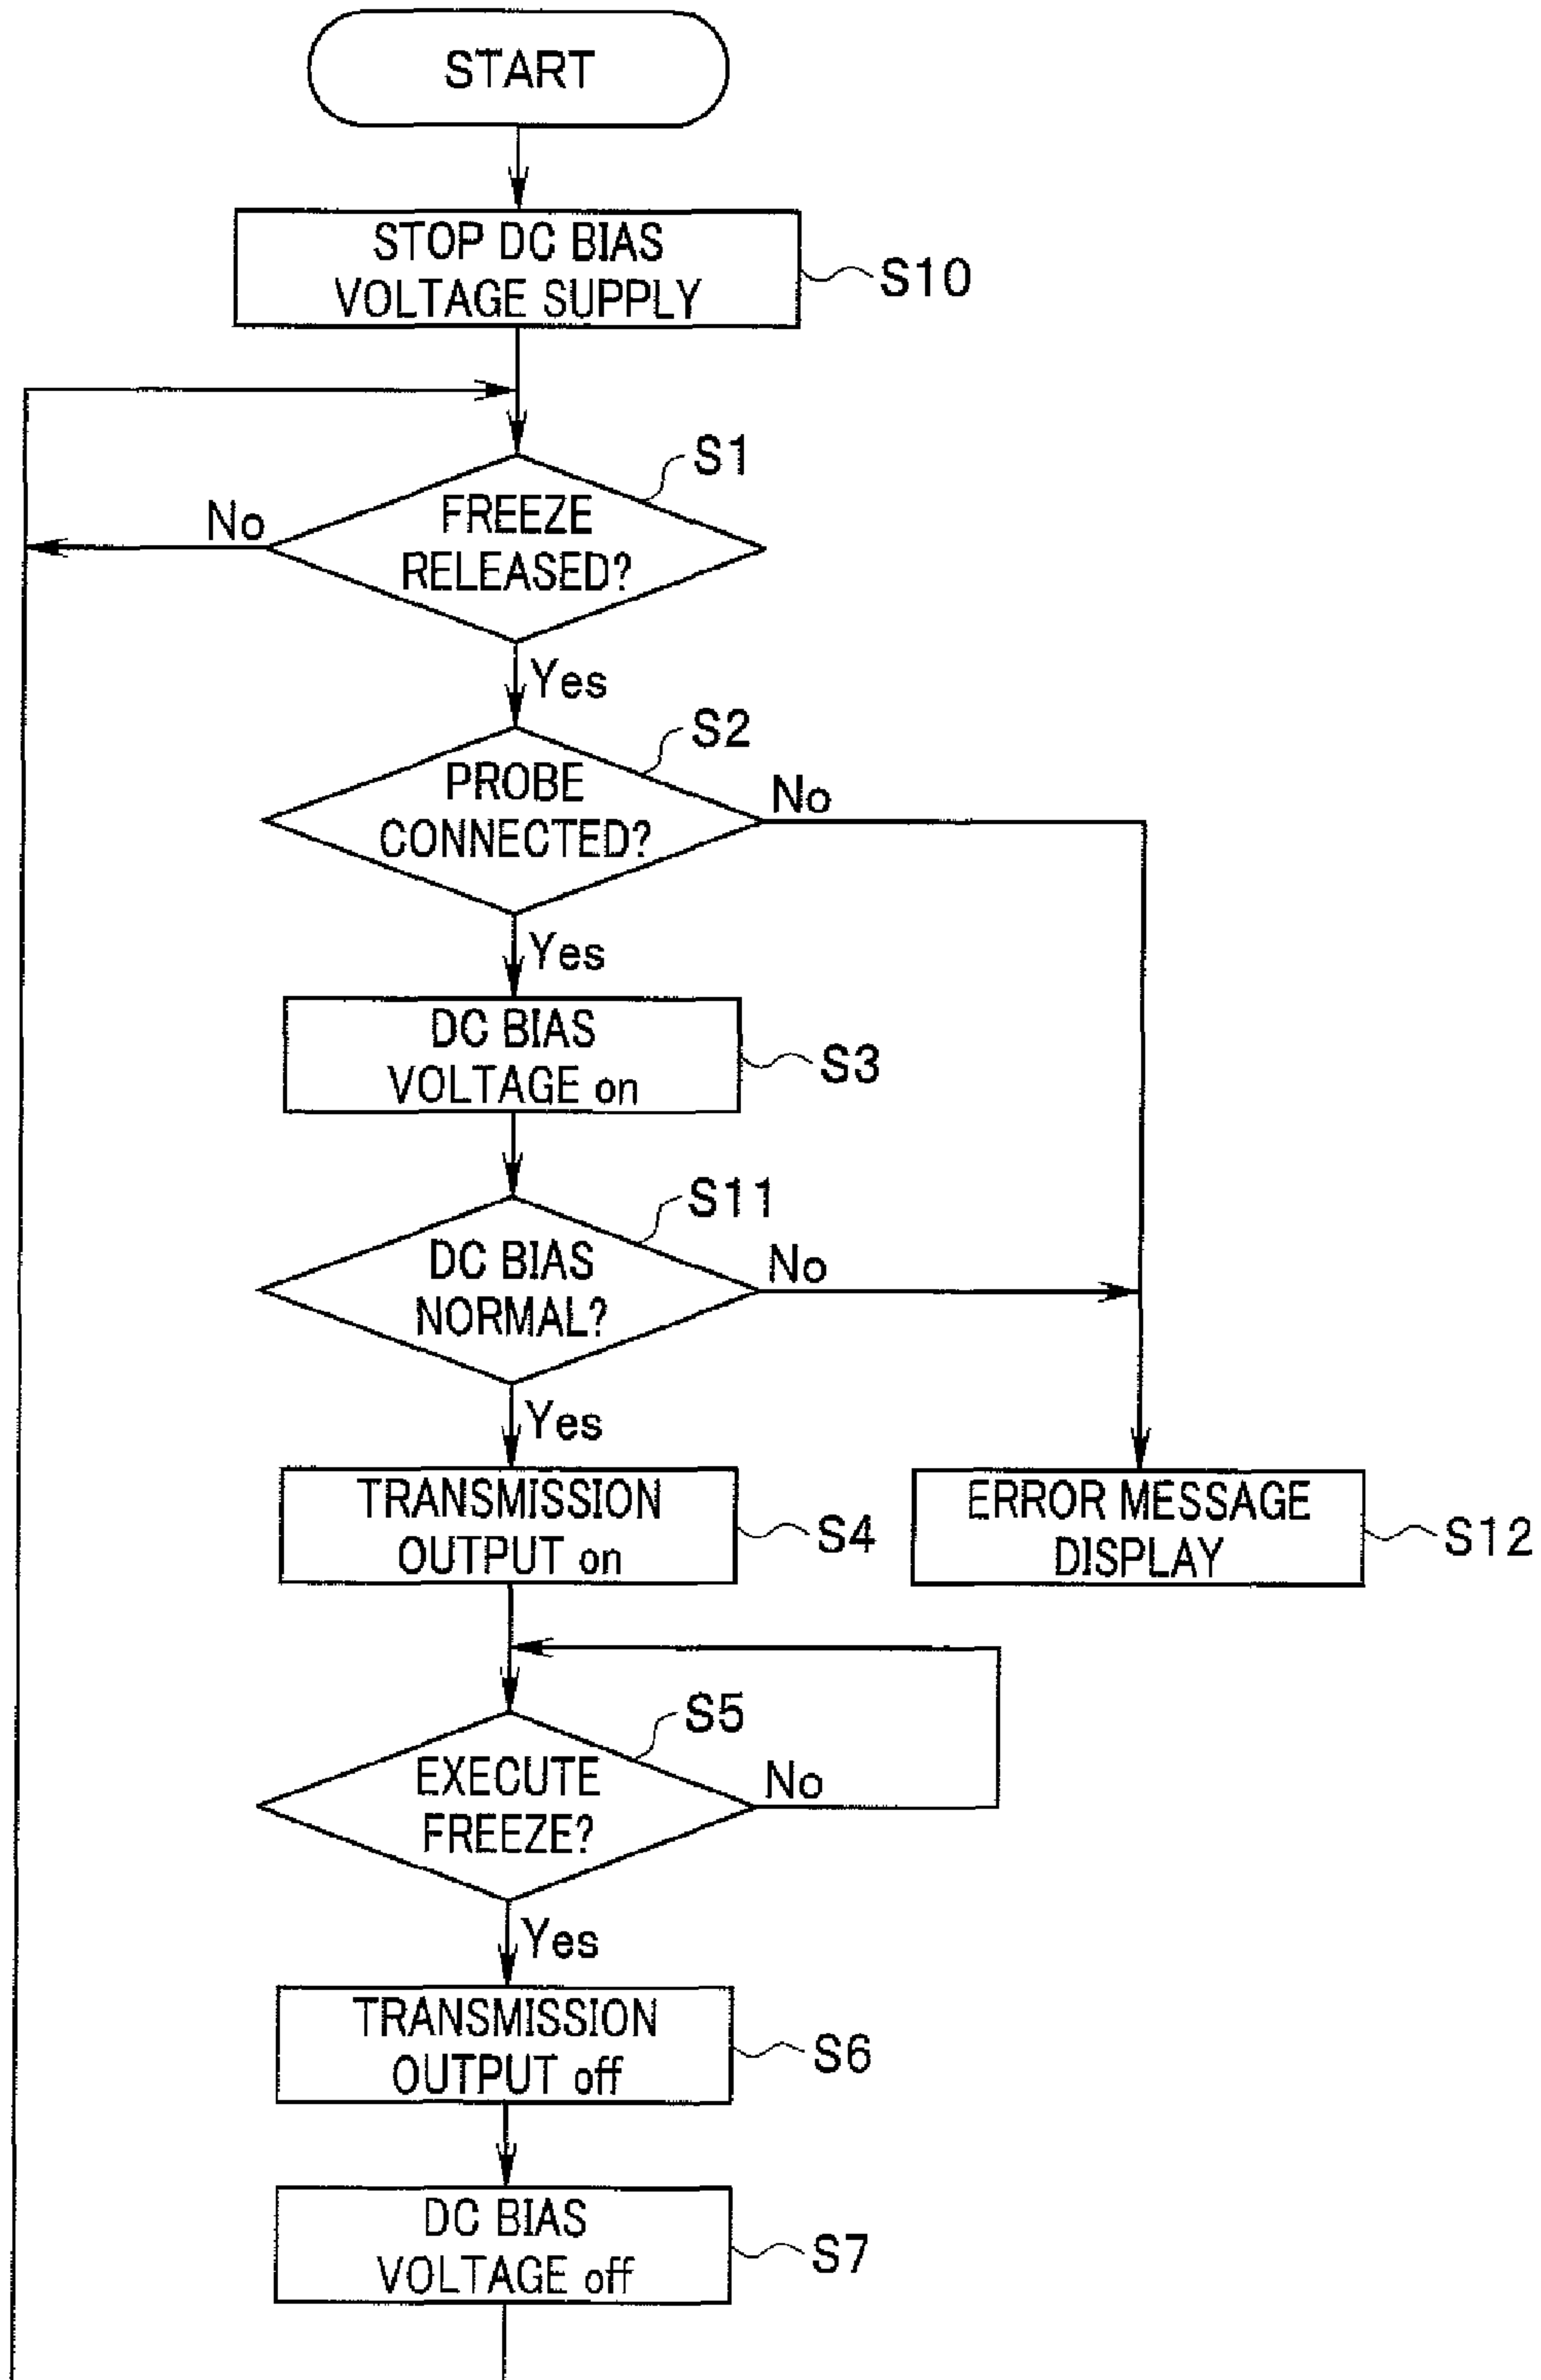 START
STOP DC BIAS
VOLTAGE SUPPLY
S10
S1
FREEZE
RELEASED?
No
Yes
S2
PROBE
CONNECTED?
No
Yes
DC BIAS
VOLTAGE on
S3
S11
DC BIAS
NORMAL?
No
Yes
TRANSMISSION
OUTPUT on
S4
ERROR MESSAGE
DISPLAY
S12
S5
EXECUTE
FREEZE?
No
Yes
TRANSMISSION
OUTPUT off
S6
DC BIAS
VOLTAGE off
S7